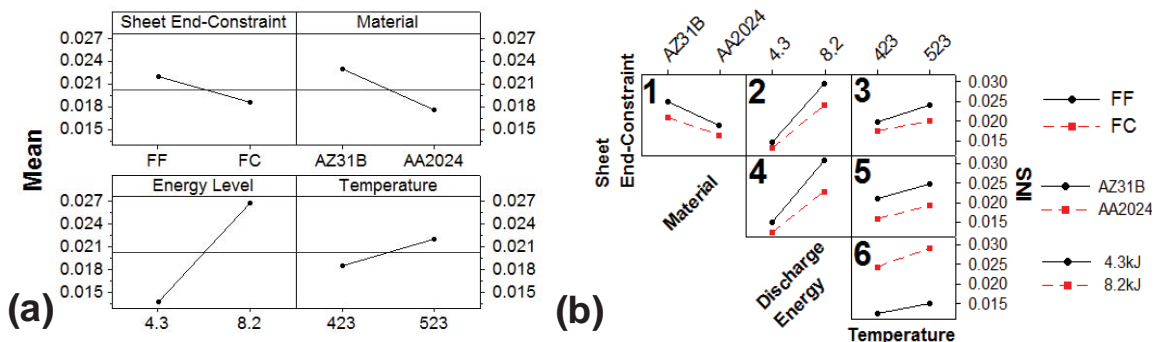 Sheet End-Constraint Material
0.027 0.027
0.024 0.024
0.021 0.021
0.018 0.018
0.015 0.015
FF FC AZ31B AA2024
Energy Level Temperature
0.027 0.027
0.024 0.024
0.021 0.021
0.018 0.018
0.015 0.015
4.3 8.2 423 523
Mean
(a)
AZ31B AA2024 4.3 8.2 423 523
1 2 3
0.030
0.025
0.020
0.015
4 5
0.030
0.025
0.020
0.015
6
0.030
0.025
0.020
0.015
Sheet
End-Constraint
Material
Discharge
Energy
Temperature
SNI
FF
FC
AZ31B
AA2024
4.3kJ
8.2kJ
(b)